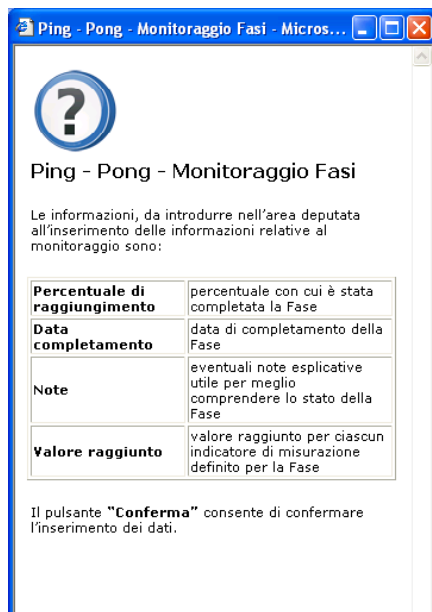 Ping - Pong - Monitoraggio Fasi - Micros...
?
Ping - Pong - Monitoraggio Fasi
Le informazioni, da introdurre nell'area deputata
all'inserimento delle informazioni relative al
monitoraggio sono:
Percentuale di
raggiungimento
percentuale con cui è stata
completata la Fase
Data
completamento
data di completamento della
Fase
Note
eventuali note esplicative
utile per meglio
comprendere lo stato della
Fase
Valore raggiunto
valore raggiunto per ciascun
indicatore di misurazione
definito per la Fase
Il pulsante "Conferma" consente di confermare
l'inserimento dei dati.